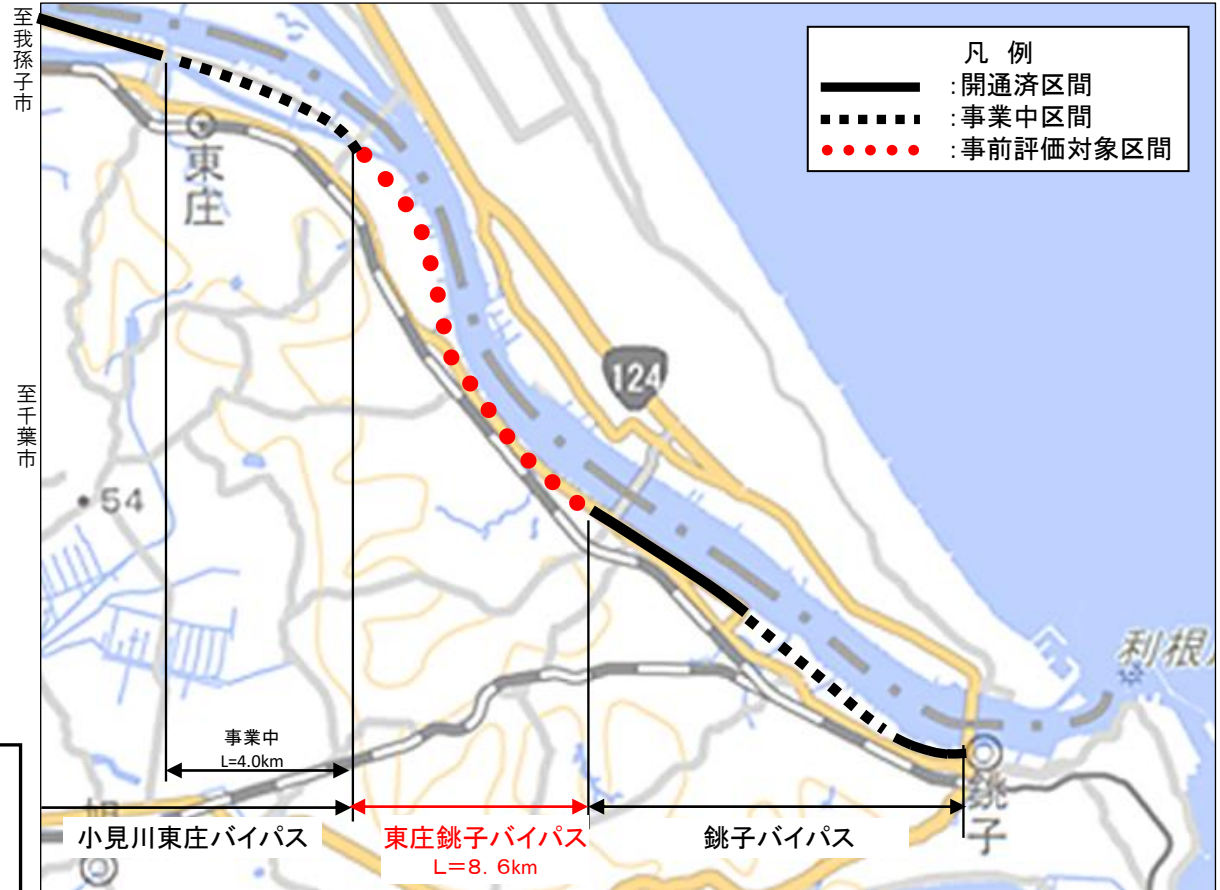 至我孫子市
凡 例
:開通済区間
:事業中区間
:事前評価対象区間
東庄
124
至千葉市
54
利根
事業中
L=4.0km
銚子
小見川東庄バイパス
東庄銚子バイパス
L=8.6km
銚子バイパス